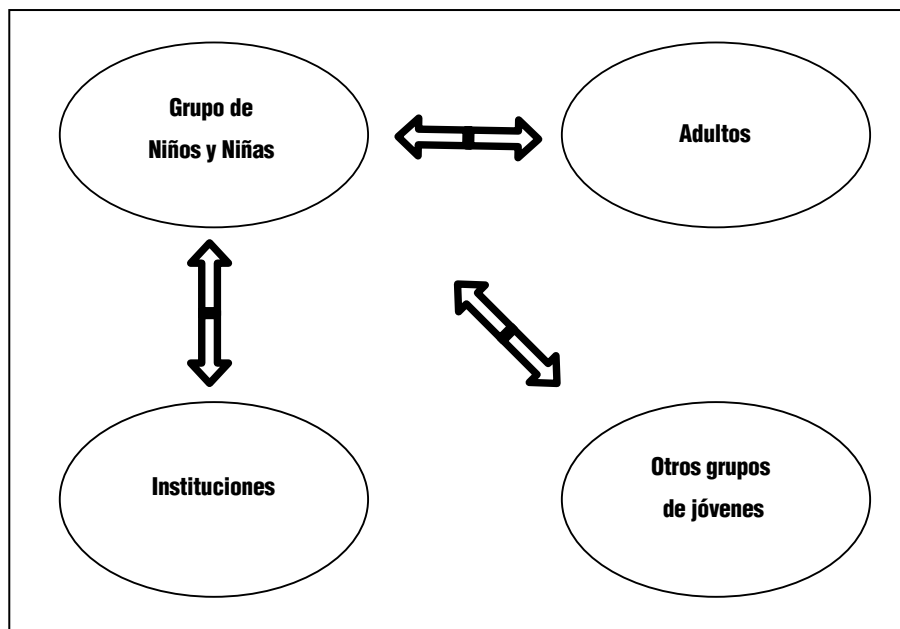 Grupo de
Niños y Niñas
Adultos
Instituciones
Otros grupos
de jóvenes